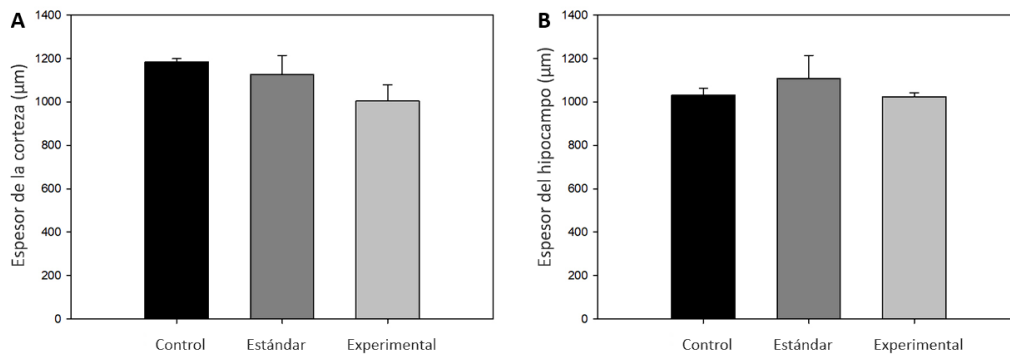 A
Espesor de la corteza (µm)
1400
1200
1000
800
600
400
200
0
Control Estándar Experimental
B
Espesor del hipocampo (µm)
1400
1200
1000
800
600
400
200
0
Control Estándar Experimental